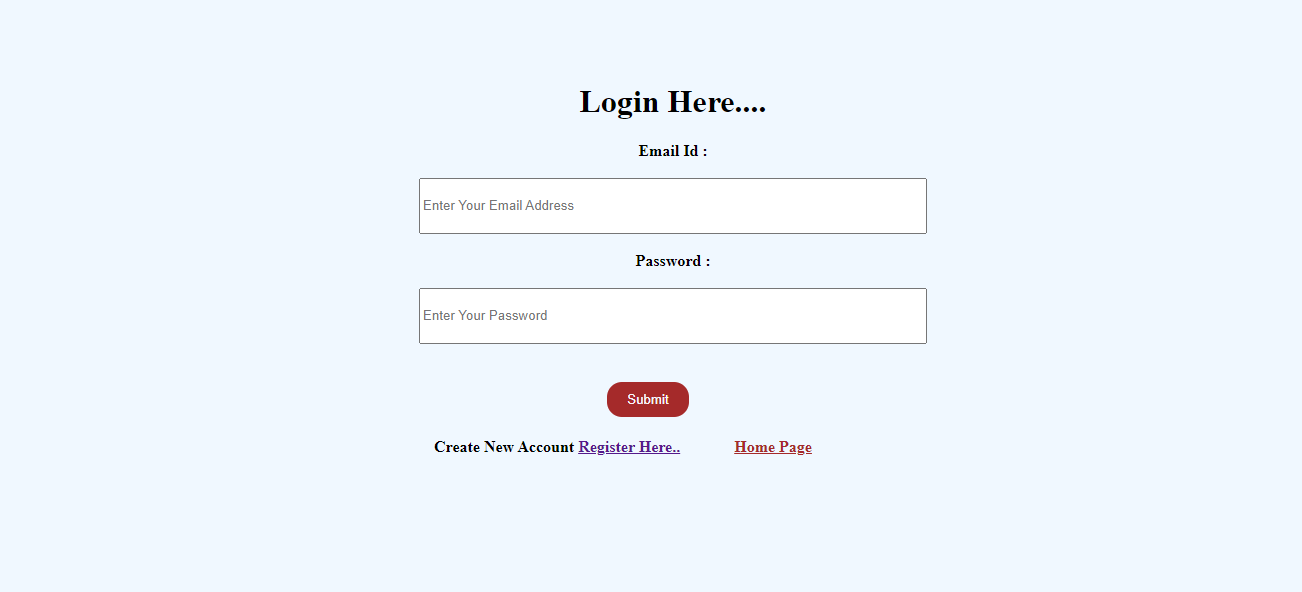 Login Here....
Email Id :
Enter Your Email Address
Password :
Enter Your Password
Submit
Create New Account Register Here.. Home Page